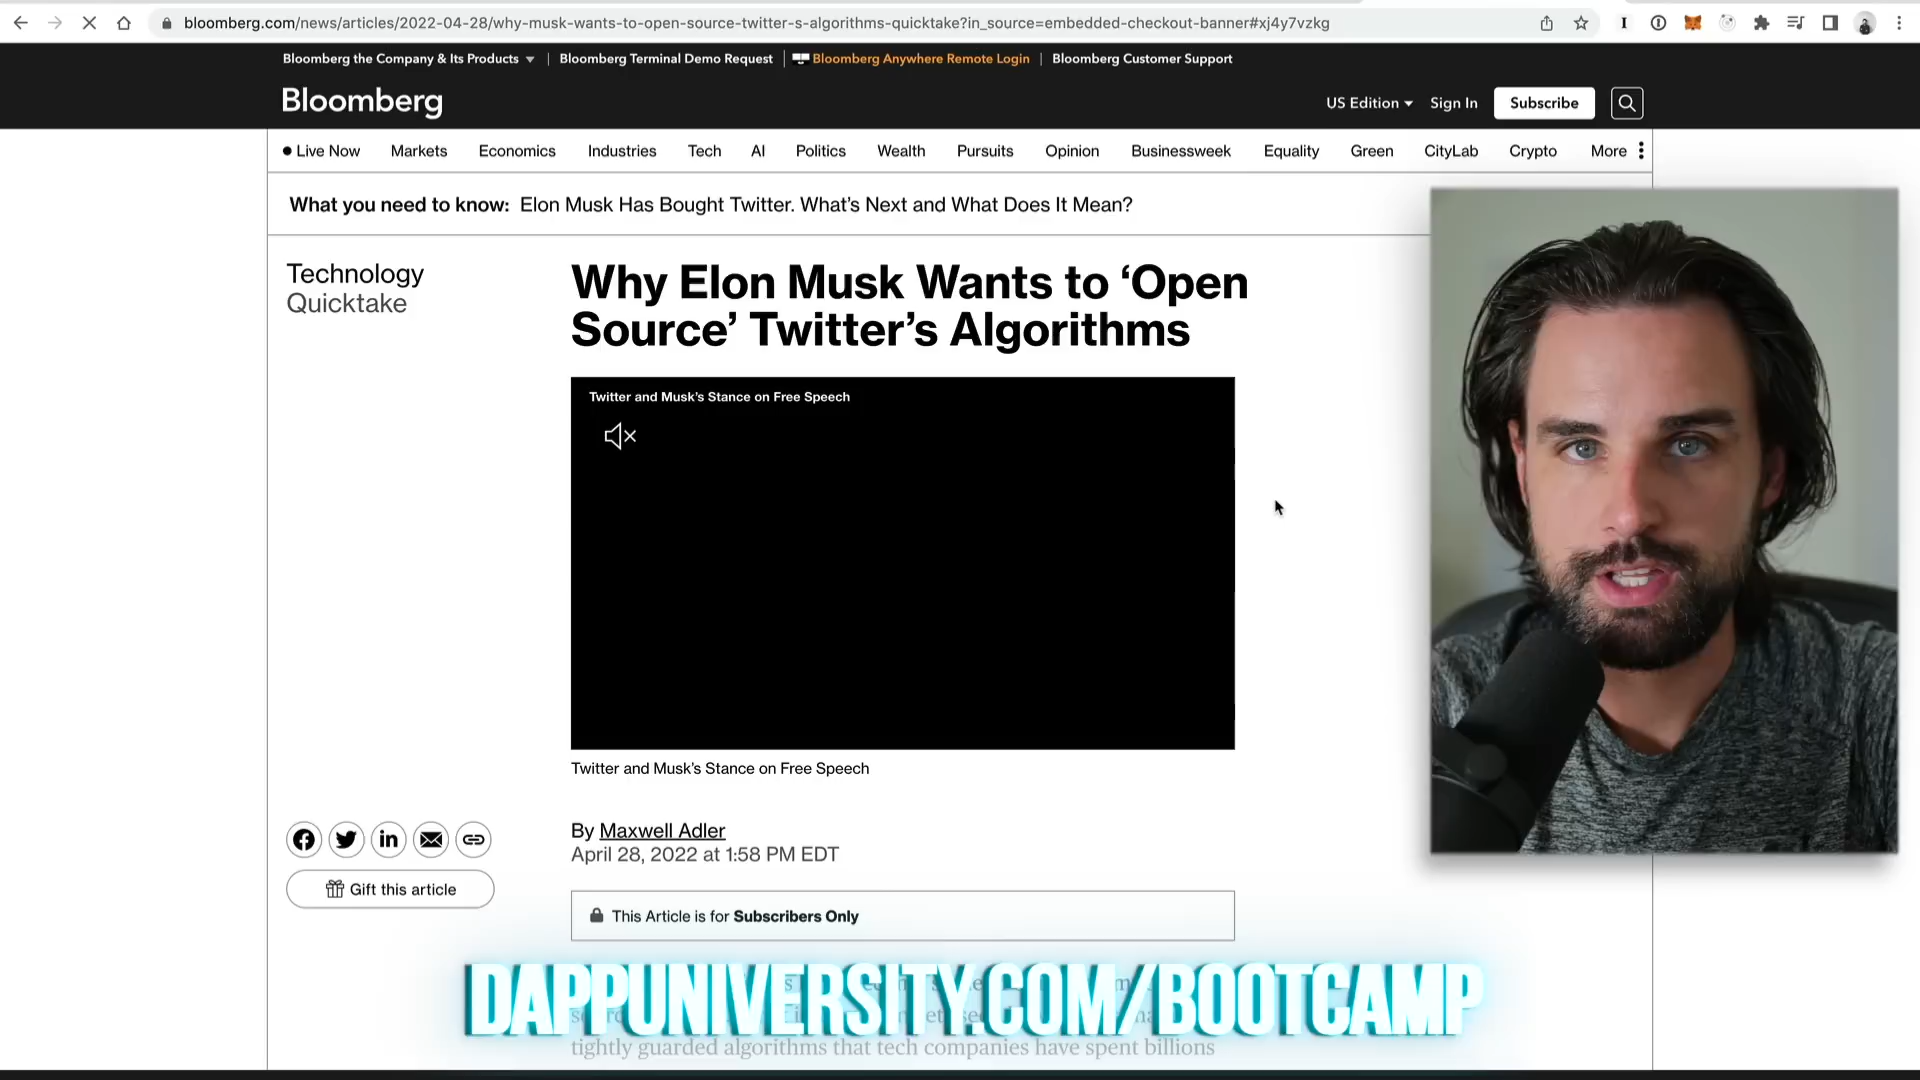 bloomberg.com/news/articles/2022-04-28/why-musk-wants-to-open-source-twitter-s-algorithms-quicktake?in_source=embedded-checkout-banner#xj4y7vzkg
Bloomberg the Company & Its Products | Bloomberg Terminal Demo Request | Bloomberg Anywhere Remote Login | Bloomberg Customer Support
Bloomberg
US Edition Sign In Subscribe
Live Now Markets Economics Industries Tech AI Politics Wealth Pursuits Opinion Businessweek Equality Green CityLab Crypto More
What you need to know: Elon Musk Has Bought Twitter. What’s Next and What Does It Mean?
Technology
Quicktake
Why Elon Musk Wants to ‘Open
Source’ Twitter’s Algorithms
Twitter and Musk’s Stance on Free Speech
Twitter and Musk’s Stance on Free Speech
By Maxwell Adler
April 28, 2022 at 1:58 PM EDT
Gift this article
This Article is for Subscribers Only
DAPPUNIVERSITY.COM/BOOTCAMP
tightly guarded algorithms that tech companies have spent billions